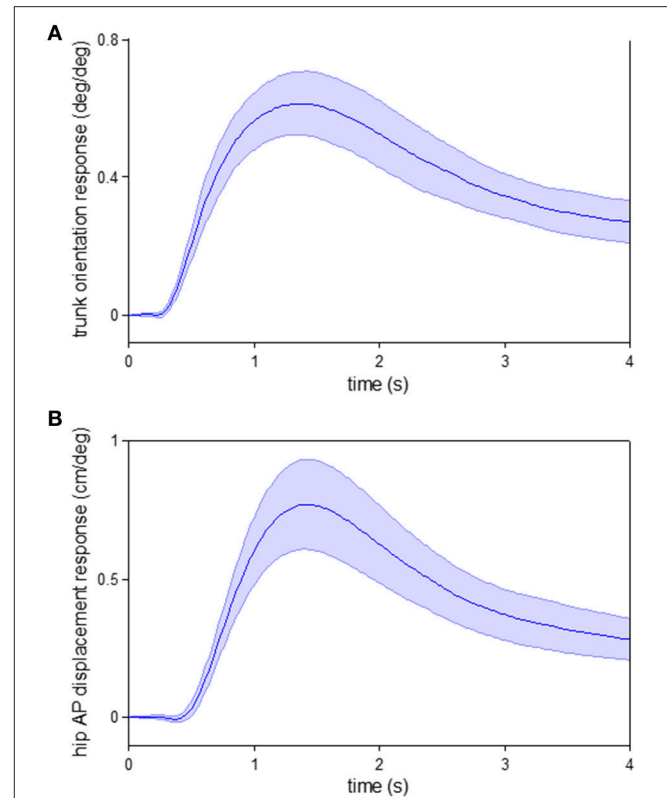 A
trunk orientation response (deg/deg)
0.8
0.4
0
0 1 2 3 4
time (s)
B
hip AP displacement response (cm/deg)
1
0.5
0
0 1 2 3 4
time (s)